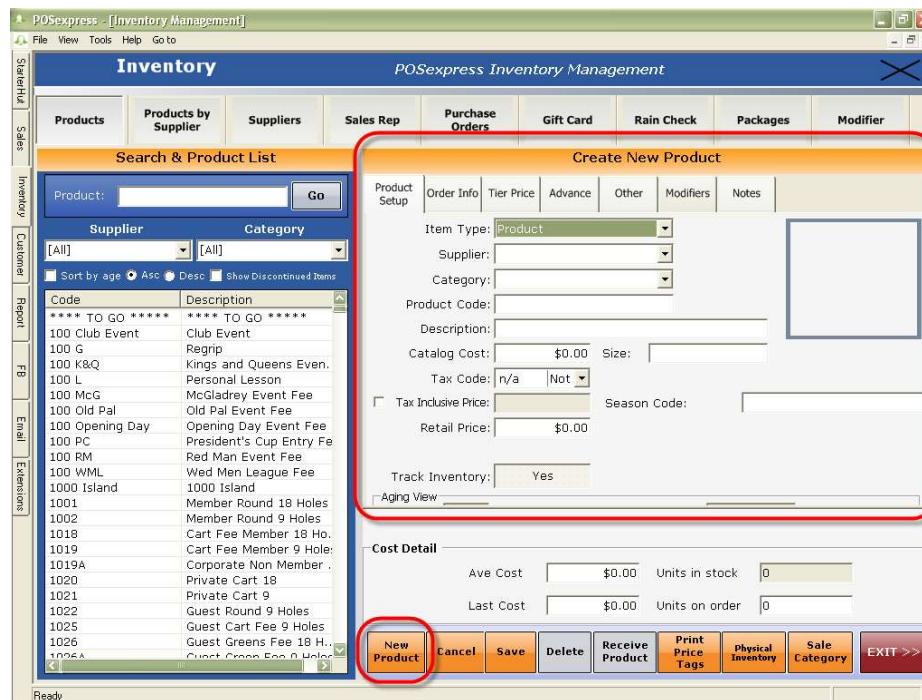 POSexpress - [Inventory Management]
File View Tools Help Go to
StarterHut
Sales
Inventory
Customer
Report
FB
Email
Extensions
Inventory
POSexpress Inventory Management
Products
Products by Supplier
Suppliers
Sales Rep
Purchase Orders
Gift Card
Rain Check
Packages
Modifier
Search & Product List
Product: Go
Supplier Category
[All] [All]
Sort by age Asc Desc Show Discontinued Items
Code Description
**** TO GO ***** **** TO GO *****
100 Club Event Club Event
100 G Regrip
100 K&Q Kings and Queens Even.
100 L Personal Lesson
100 McG McGladrey Event Fee
100 Old Pal Old Pal Event Fee
100 Opening Day Opening Day Event Fee
100 PC President's Cup Entry Fe
100 RM Red Man Event Fee
100 WML Wed Men League Fee
1000 Island 1000 Island
1001 Member Round 18 Holes
1002 Member Round 9 Holes
1018 Cart Fee Member 18 Ho.
1019 Cart Fee Member 9 Hole:
1019A Corporate Non Member .
1020 Private Cart 18
1021 Private Cart 9
1022 Guest Round 9 Holes
1025 Guest Cart Fee 9 Holes
1026 Guest Greens Fee 18 H..
1026A Guest Green Fee 9 Holes
Create New Product
Product Setup
Order Info
Tier Price
Advance
Other
Modifiers
Notes
Item Type: Product
Supplier:
Category:
Product Code:
Description:
Catalog Cost: $0.00 Size:
Tax Code: n/a Not
Tax Inclusive Price: Season Code:
Retail Price: $0.00
Track Inventory: Yes
Aging View
Cost Detail
Ave Cost $0.00 Units in stock 0
Last Cost $0.00 Units on order 0
New Product
Cancel
Save
Delete
Receive Product
Print Price Tags
Physical Inventory
Sale Category
EXIT >>
Ready